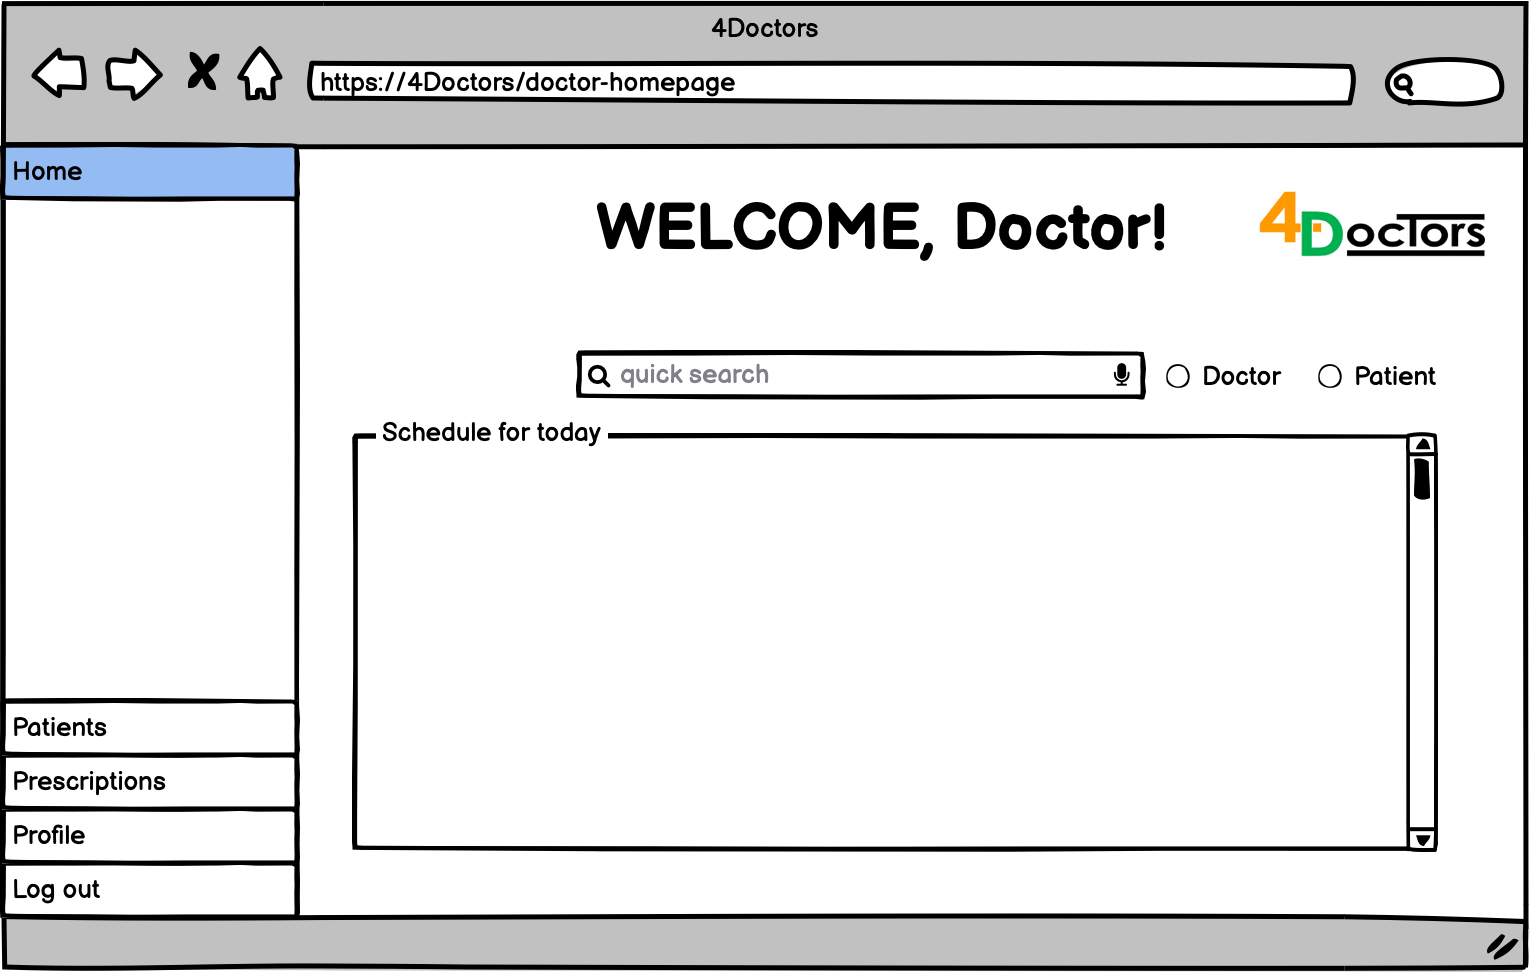 4Doctors
https://4Doctors/doctor-homepage
Home
WELCOME, Doctor!
4Doctors
quick search
Doctor
Patient
Schedule for today
Patients
Prescriptions
Profile
Log out